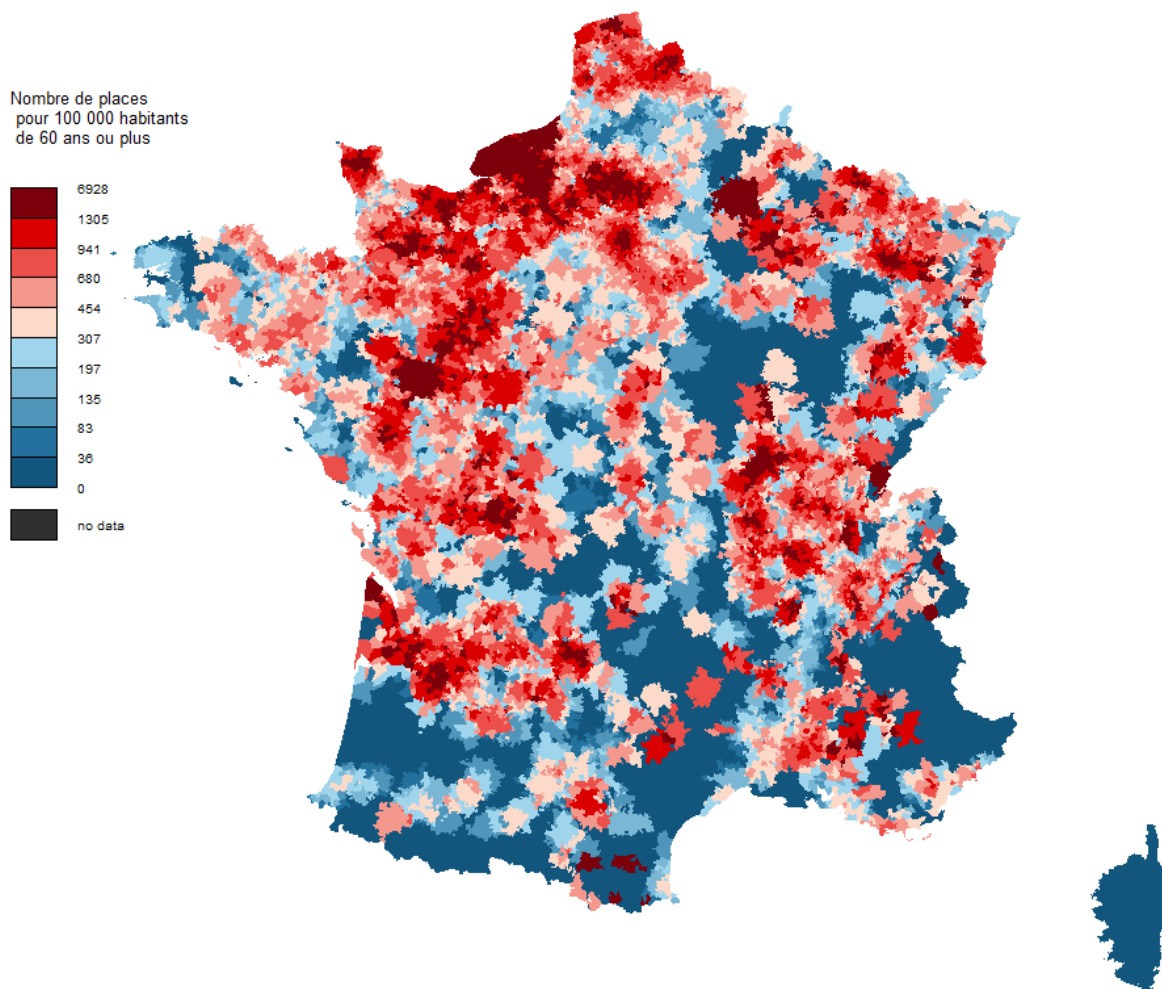 Nombre de places
pour 100 000 habitants
de 60 ans ou plus
6928
1305
941
680
454
307
197
135
83
36
0
no data